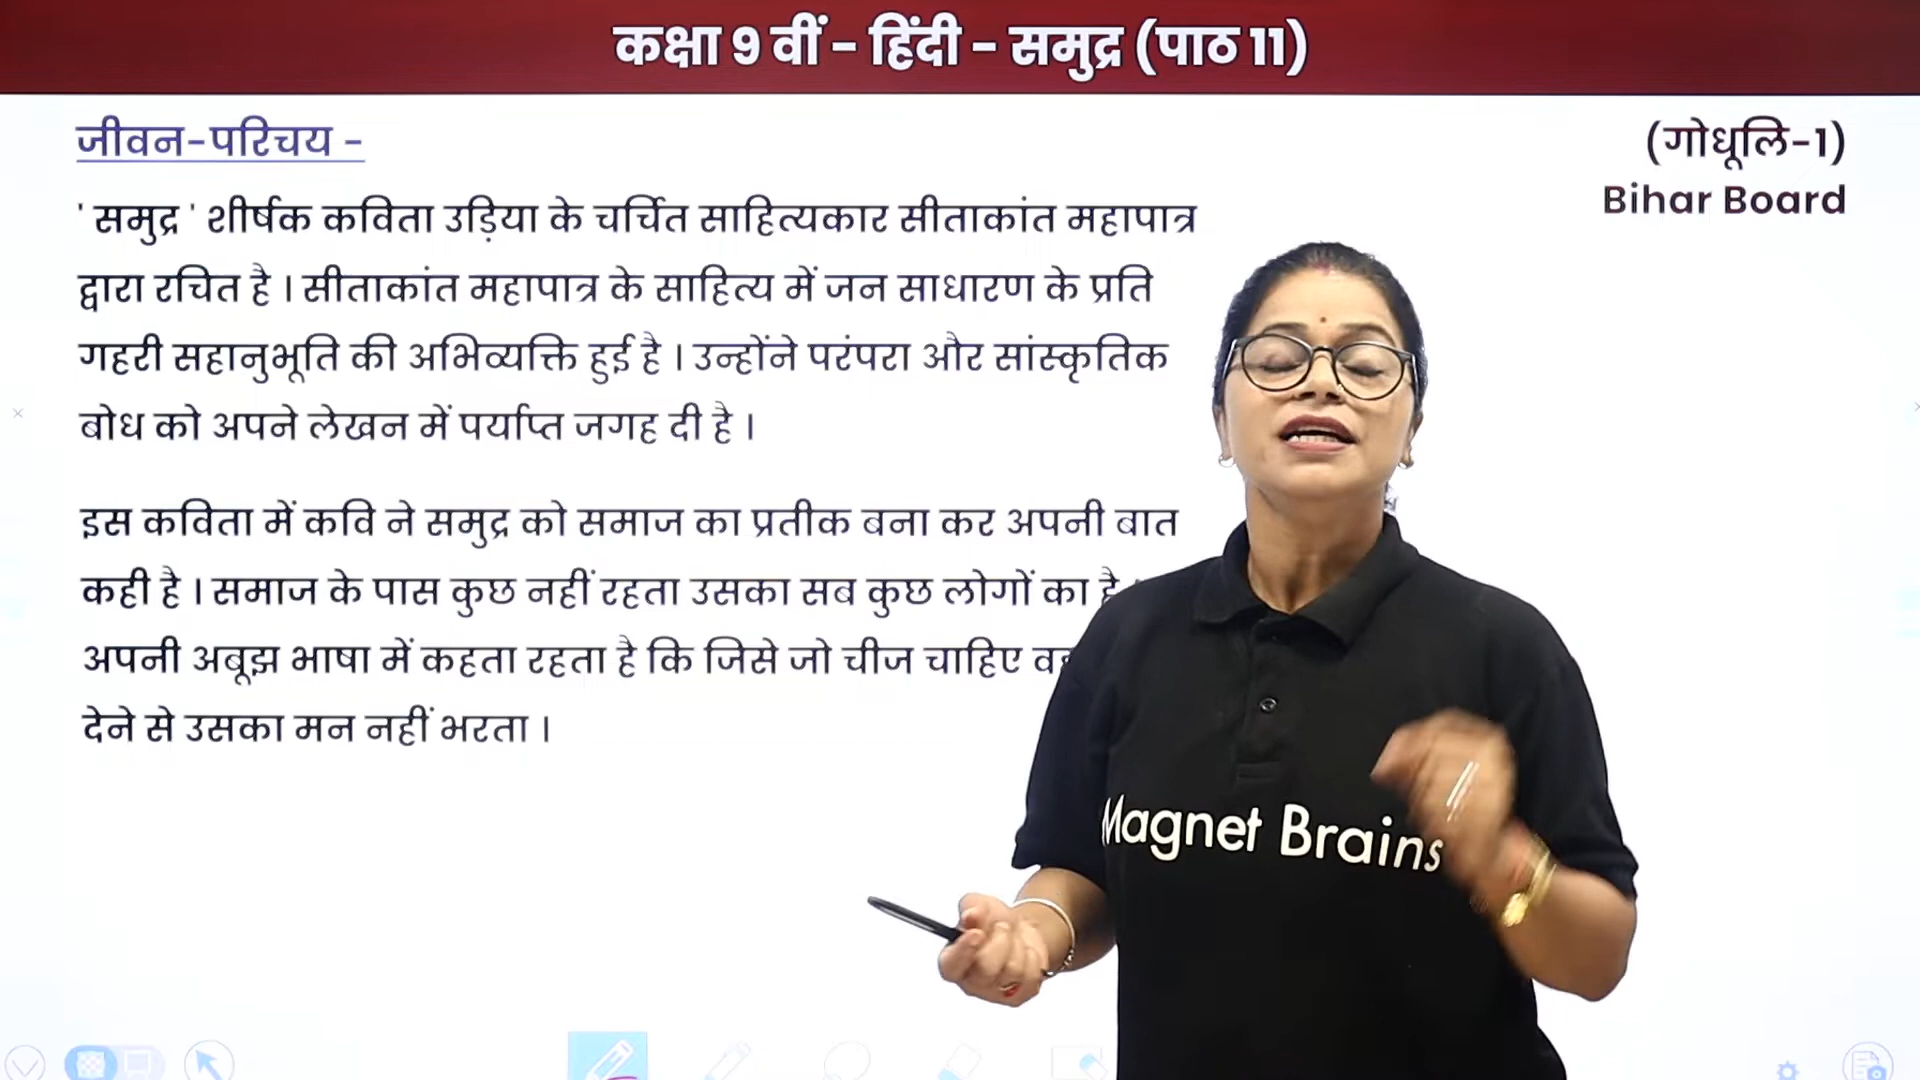 कक्षा 9 वीं - हिंदी - समुद्र (पाठ 11)
जीवन-परिचय -
(गोधूलि-1)
Bihar Board
' समुद्र ' शीर्षक कविता उड़िया के चर्चित साहित्यकार सीताकांत महापात्र
द्वारा रचित है । सीताकांत महापात्र के साहित्य में जन साधारण के प्रति
गहरी सहानुभूति की अभिव्यक्ति हुई है । उन्होंने परंपरा और सांस्कृतिक
बोध को अपने लेखन में पर्याप्त जगह दी है ।
इस कविता में कवि ने समुद्र को समाज का प्रतीक बना कर अपनी बात
कही है । समाज के पास कुछ नहीं रहता उसका सब कुछ लोगों का है
अपनी अबूझ भाषा में कहता रहता है कि जिसे जो चीज चाहिए
देने से उसका मन नहीं भरता ।
Magnet Brains